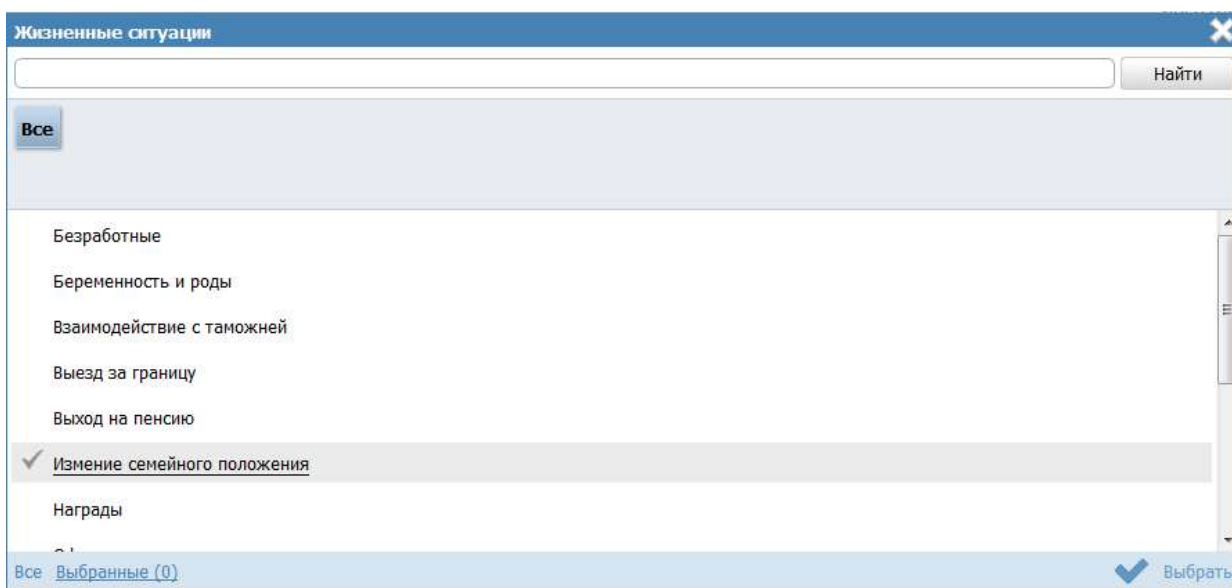 Жизненные ситуации
Найти
Все
Безработные
Беременность и роды
Взаимодействие с таможней
Выезд за границу
Выход на пенсию
Измение семейного положения
Награды
Все Выбранные (0) Выбрать